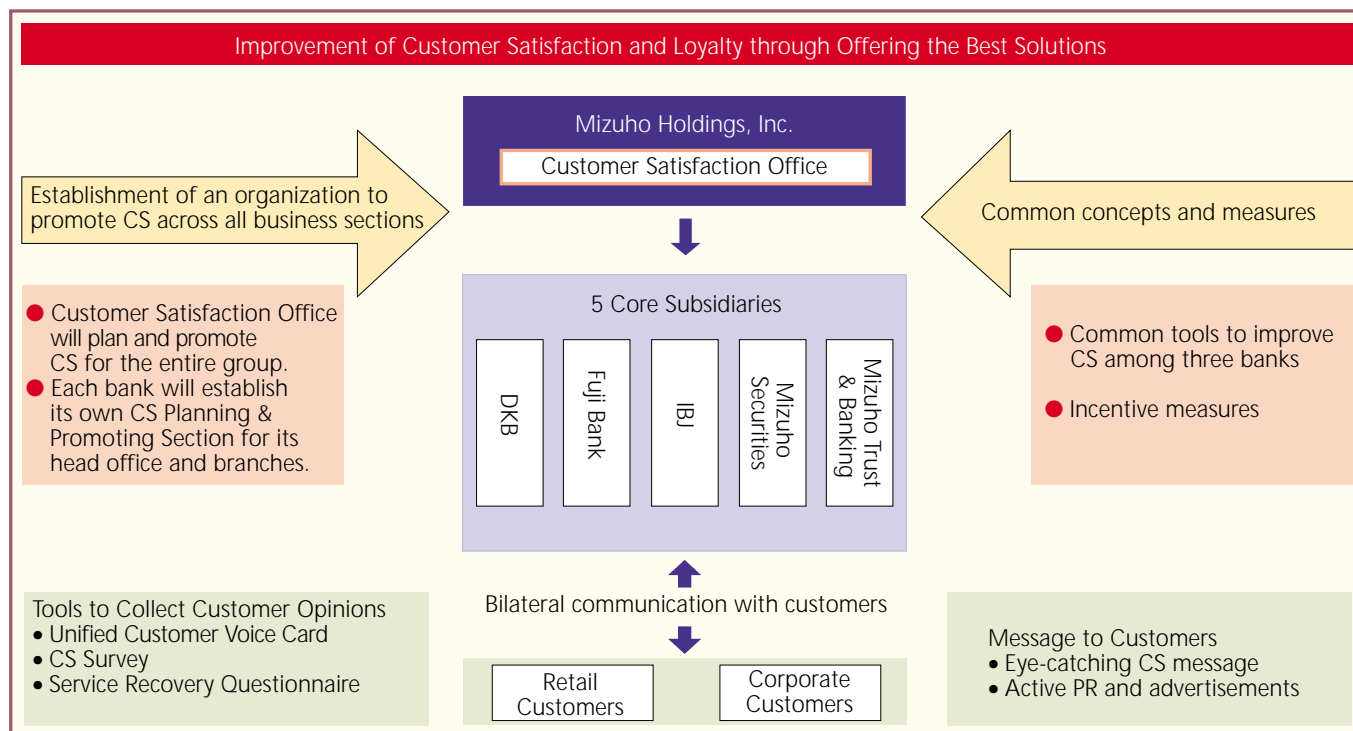 Improvement of Customer Satisfaction and Loyalty through Offering the Best Solutions
Mizuho Holdings, Inc.
Customer Satisfaction Office
Establishment of an organization to
promote CS across all business sections
Common concepts and measures
5 Core Subsidiaries
● Customer Satisfaction Office
will plan and promote
CS for the entire group.
● Each bank will establish
its own CS Planning &
Promoting Section for its
head office and branches.
DKB
Fuji Bank
IBJ
Mizuho
Securities
Mizuho Trust
& Banking
● Common tools to improve
CS among three banks
● Incentive measures
Tools to Collect Customer Opinions
• Unified Customer Voice Card
• CS Survey
• Service Recovery Questionnaire
Bilateral communication with customers
Retail
Customers
Corporate
Customers
Message to Customers
• Eye-catching CS message
• Active PR and advertisements